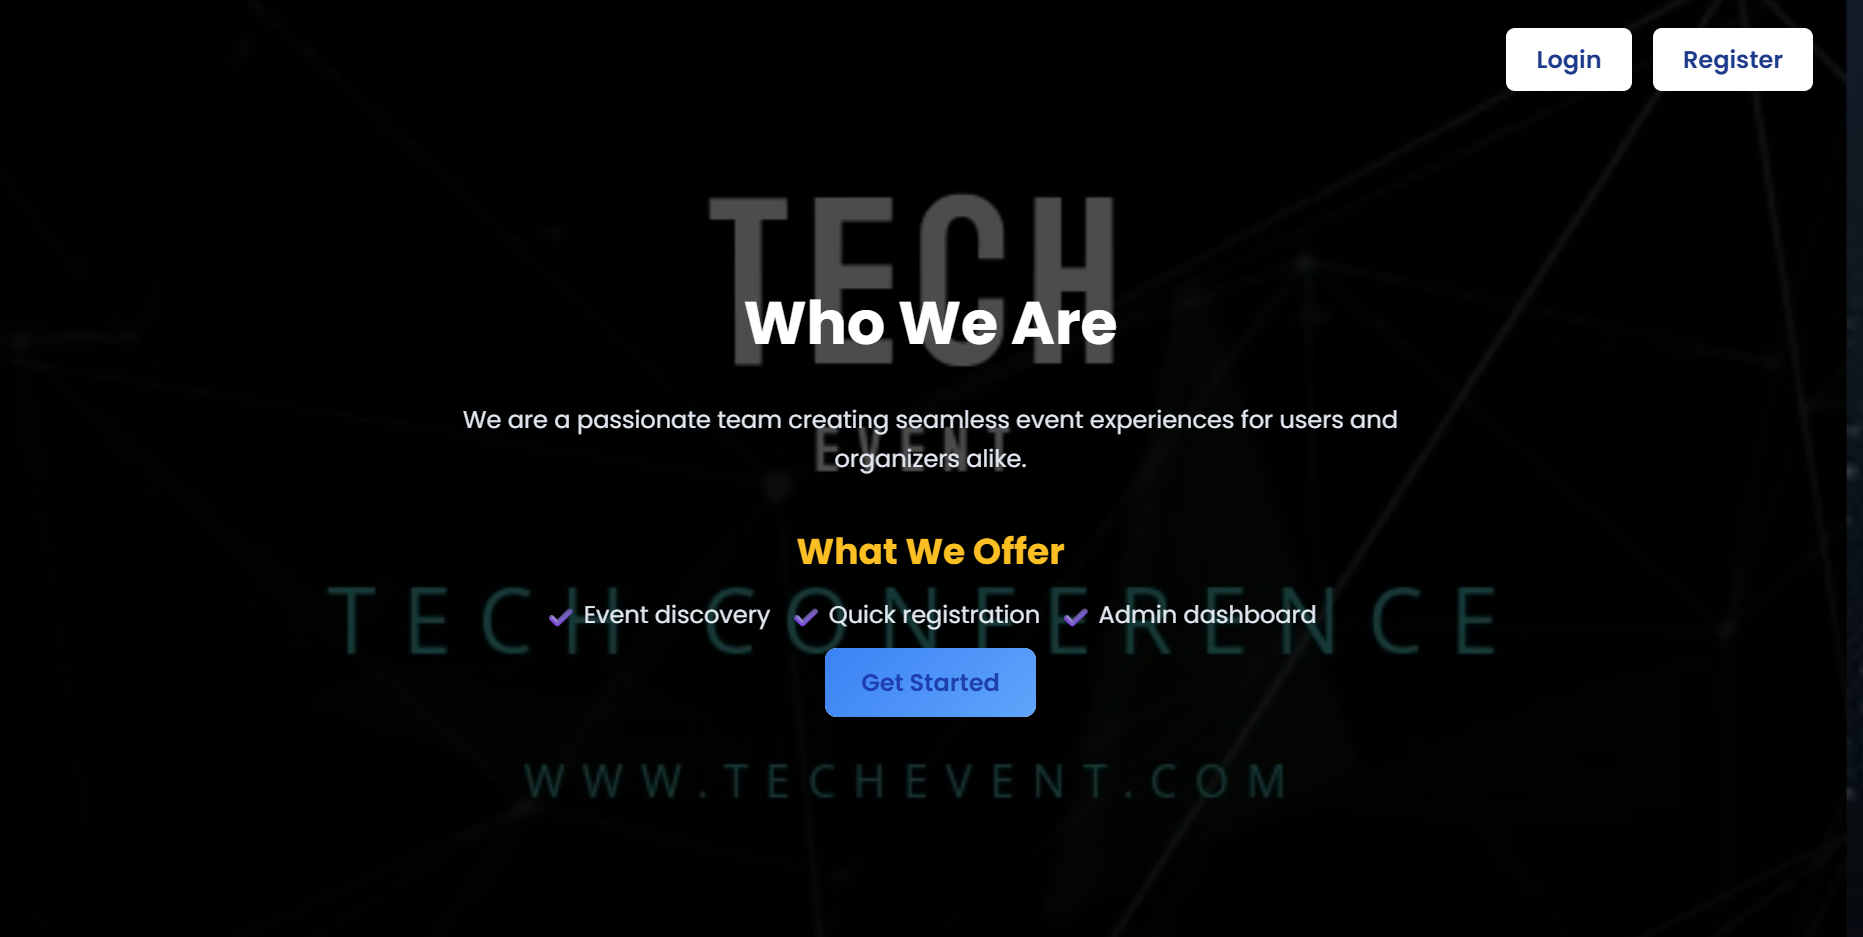 Login Register
TECH
Who We Are
We are a passionate team creating seamless event experiences for users and
EVENT
organizers alike.
What We Offer
TECH CONFERENCE
Event discovery Quick registration Admin dashboard
Get Started
WWW.TECHEVENT.COM